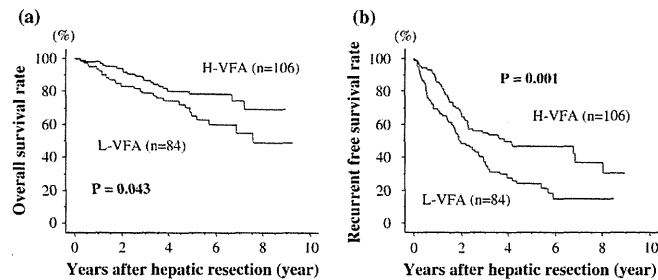 (a)
(%)
100
80
60
40
20
0
Overall survival rate
H-VFA (n=106)
L-VFA (n=84)
P = 0.043
0 2 4 6 8 10
Years after hepatic resection (year)
(b)
(%)
100
80
60
40
20
0
Recurrent free survival rate
P = 0.001
H-VFA (n=106)
L-VFA (n=84)
0 2 4 6 8 10
Years after hepatic resection (year)